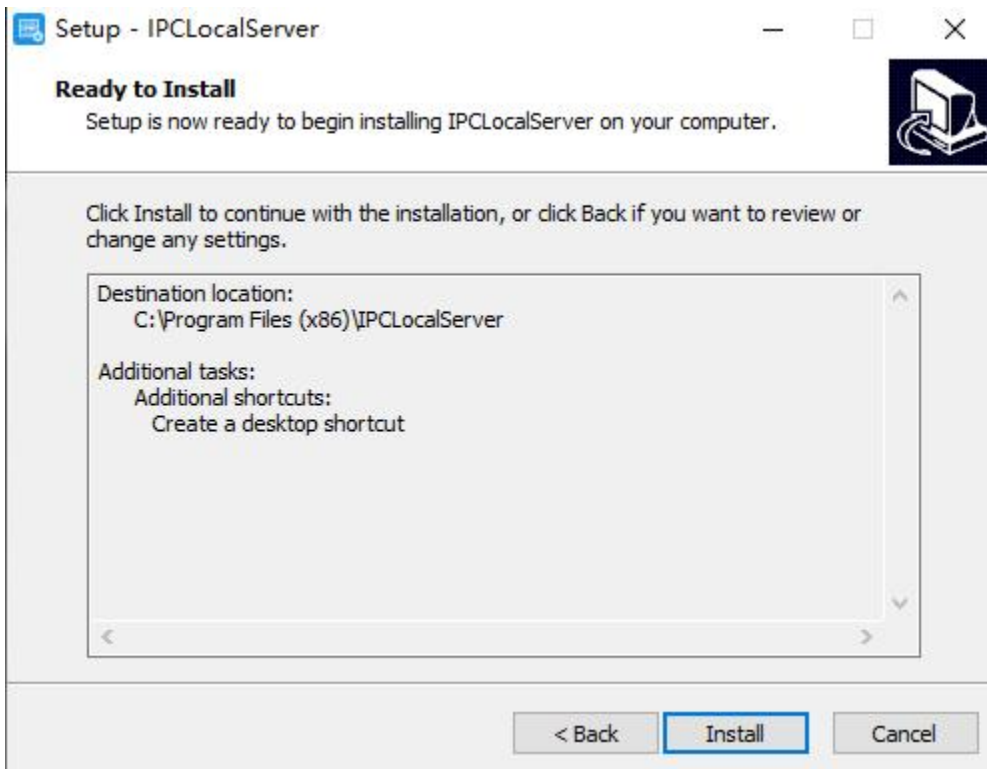 Setup - IPCLocalServer
Ready to Install
Setup is now ready to begin installing IPCLocalServer on your computer.
Click Install to continue with the installation, or click Back if you want to review or
change any settings.
Destination location:
C:\Program Files (x86)\IPCLocalServer
Additional tasks:
Additional shortcuts:
Create a desktop shortcut
< Back
Install
Cancel